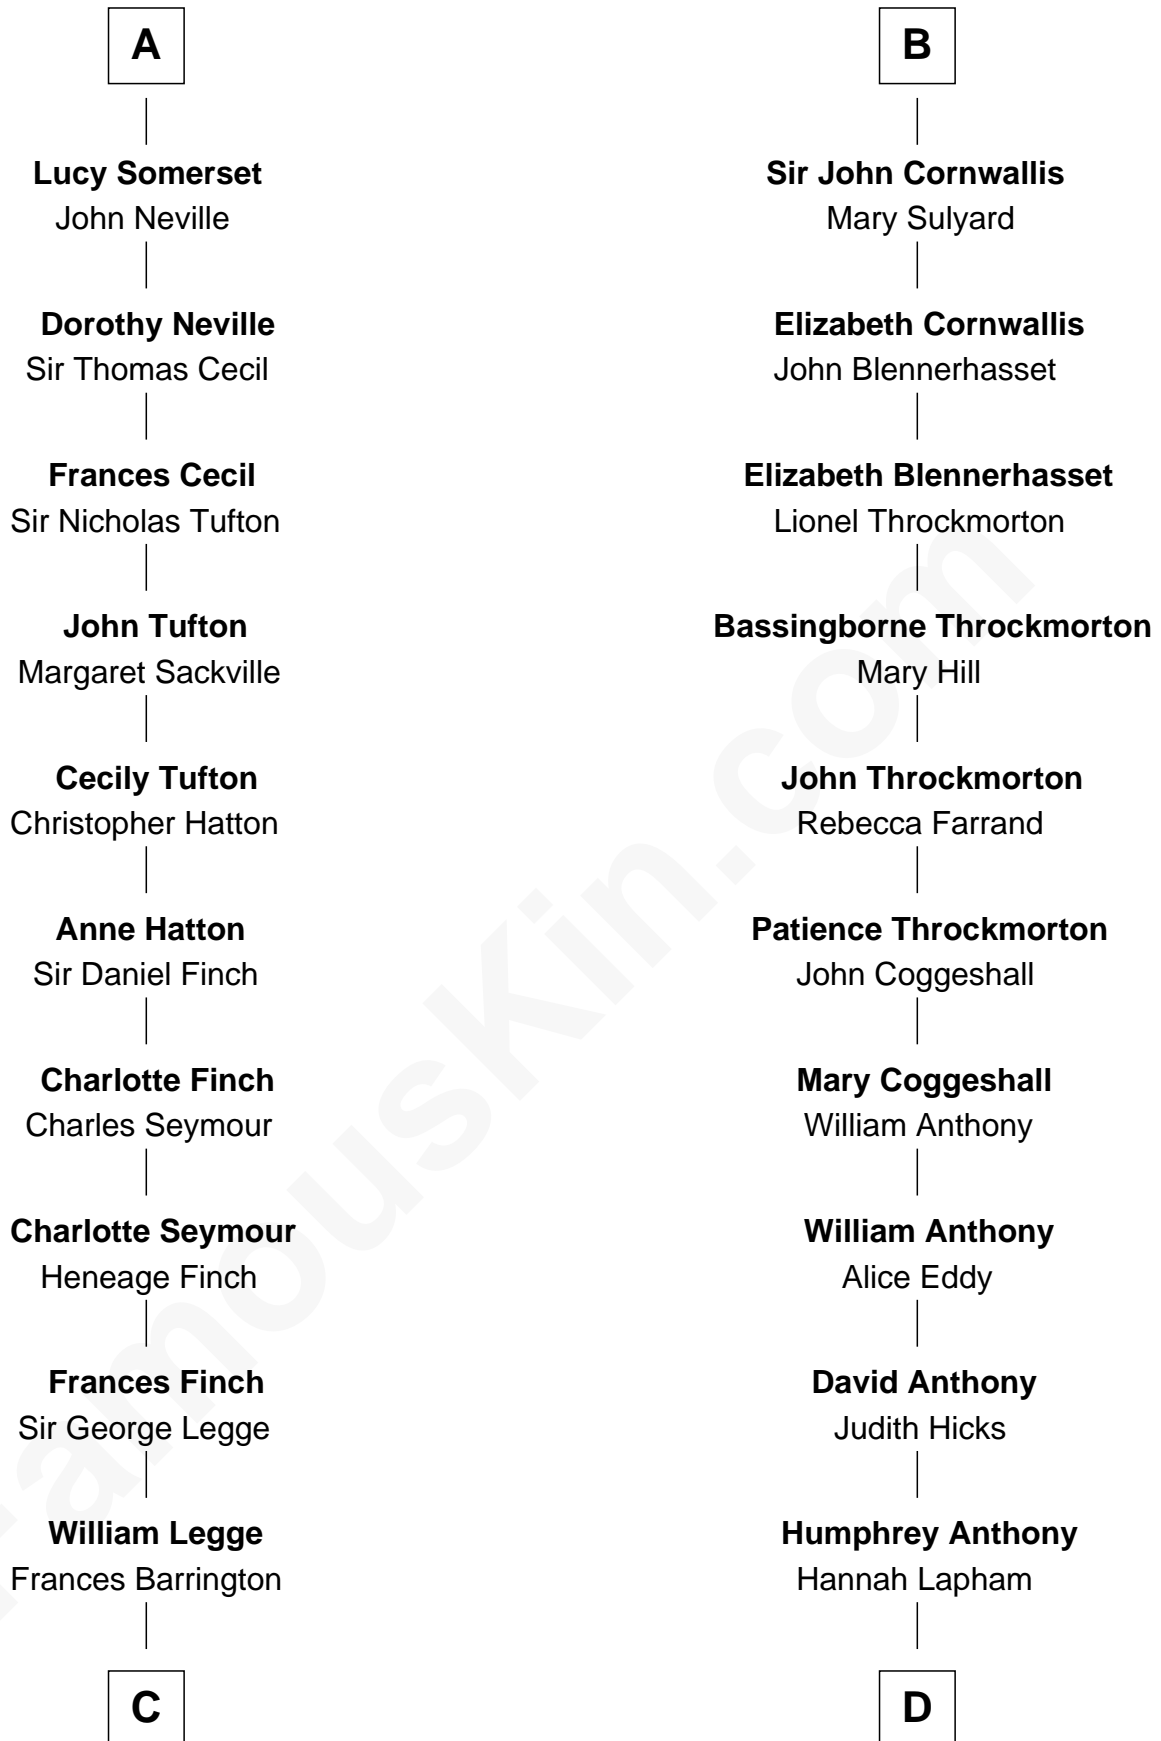 A
Lucy Somerset
John Neville
Dorothy Neville
Sir Thomas Cecil
Frances Cecil
Sir Nicholas Tufton
John Tufton
Margaret Sackville
Cecily Tufton
Christopher Hatton
Anne Hatton
Sir Daniel Finch
Charlotte Finch
Charles Seymour
Charlotte Seymour
Heneage Finch
Frances Finch
Sir George Legge
William Legge
Frances Barrington
C
B
Sir John Cornwallis
Mary Sulyard
Elizabeth Cornwallis
John Blennerhasset
Elizabeth Blennerhasset
Lionel Throckmorton
Bassingborne Throckmorton
Mary Hill
John Throckmorton
Rebecca Farrand
Patience Throckmorton
John Coggeshall
Mary Coggeshall
William Anthony
William Anthony
Alice Eddy
David Anthony
Judith Hicks
Humphrey Anthony
Hannah Lapham
D
FamousKin.com